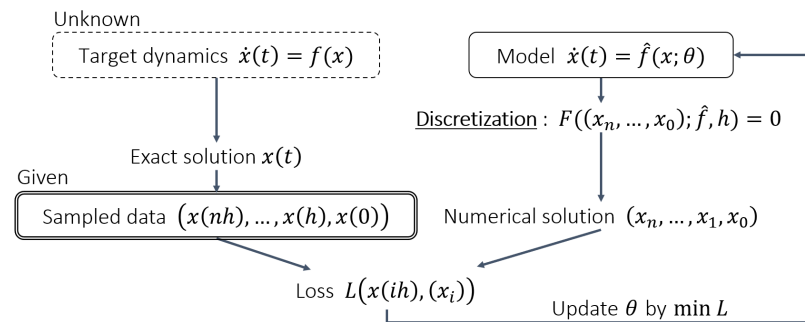 Unknown
Target dynamics ẋ(t) = f(x)
Model ẋ(t) = f̂(x; θ)
Discretization : F((xₙ, …, x₀); f̂, h) = 0
Exact solution x(t)
Given
Sampled data (x(nh), … , x(h), x(0))
Numerical solution (xₙ, … , x₁, x₀)
Loss L(x(ih), (xᵢ))
Update θ by min L